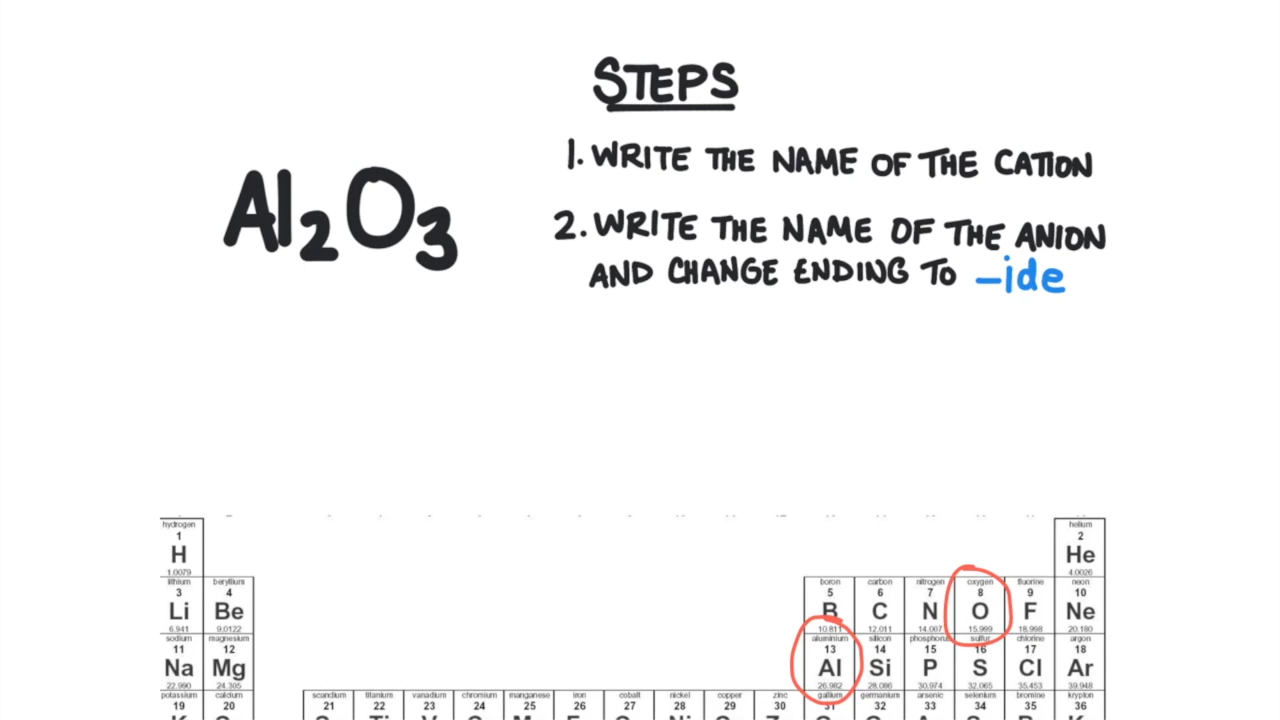 STEPS
Al2O3
1. WRITE THE NAME OF THE CATION
2. WRITE THE NAME OF THE ANION
AND CHANGE ENDING TO -ide
hydrogen helium
1 2
H He
1.0079 4.0026
lithium beryllium boron carbon nitrogen oxygen fluorine neon
3 4 5 6 7 8 9 10
Li Be B C N O F Ne
6.941 9.0122 10.811 12.011 14.007 15.999 18.998 20.180
sodium magnesium aluminium silicon phosphorus sulfur chlorine argon
11 12 13 14 15 16 17 18
Na Mg Al Si P S Cl Ar
22.990 24.305 26.982 28.086 30.974 32.065 35.453 39.948
potassium calcium scandium titanium vanadium chromium manganese iron cobalt nickel copper zinc gallium germanium arsenic selenium bromine krypton
19 20 21 22 23 24 25 26 27 28 29 30 31 32 33 34 35 36